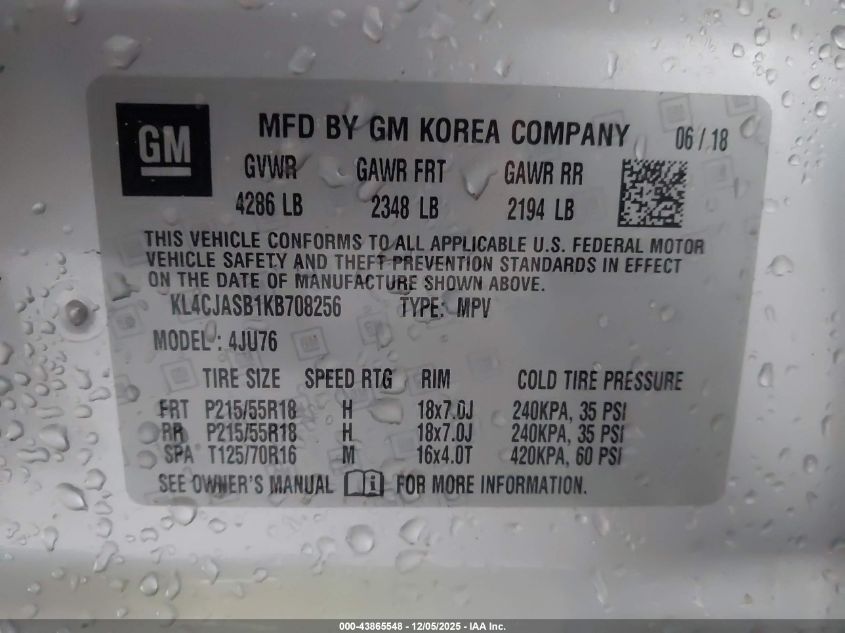 GM
MFD BY GM KOREA COMPANY 06 / 18
GVWR GAWR FRT GAWR RR
4286 LB 2348 LB 2194 LB
THIS VEHICLE CONFORMS TO ALL APPLICABLE U.S. FEDERAL MOTOR
VEHICLE SAFETY AND THEFT PREVENTION STANDARDS IN EFFECT
ON THE DATE OF MANUFACTURE SHOWN ABOVE.
KL4CJASB1KB708256 TYPE: MPV
MODEL : 4JU76
TIRE SIZE SPEED RTG RIM COLD TIRE PRESSURE
FRT P215/55R18 H 18x7.0J 240KPA, 35 PSI
RR P215/55R18 H 18x7.0J 240KPA, 35 PSI
SPA T125/70R16 M 16x4.0T 420KPA, 60 PSI
SEE OWNER'S MANUAL i FOR MORE INFORMATION.
000-43865548 - 12/05/2025 - IAA Inc.